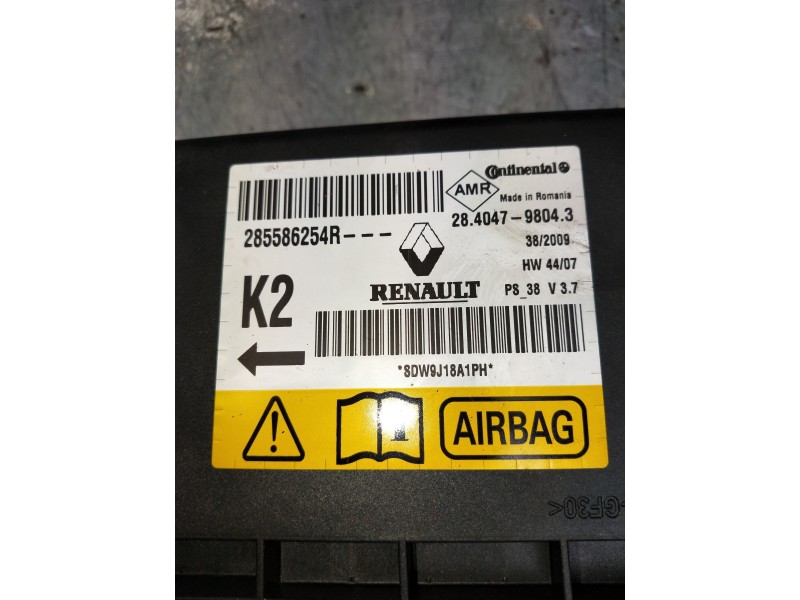 Continental
AMR
Made in Romania
285586254R---
28.4047-9804.3
38/2009
HW 44/07
K2
RENAULT
PS_38 V 3.7
*8DW9J18A1PH*
i
AIRBAG
GF30<